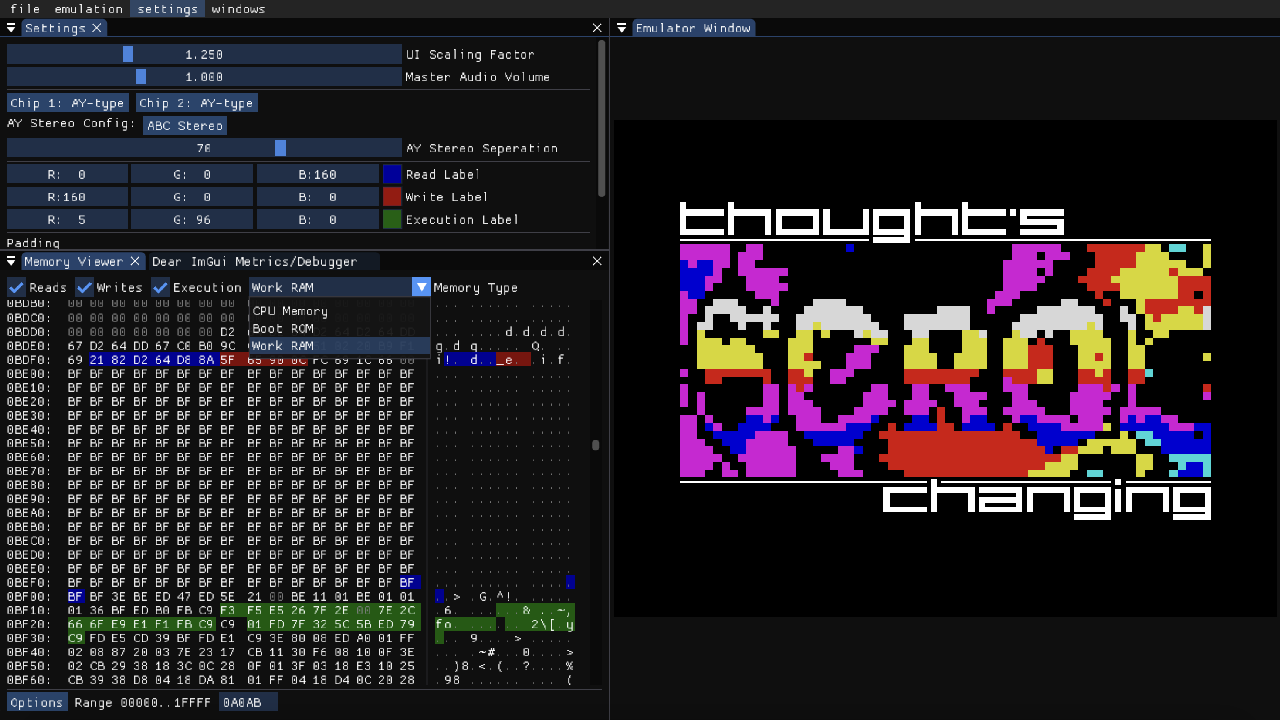 file emulation settings windows
Settings
Emulator Window
1.250 UI Scaling Factor
1.000 Master Audio Volume
Chip 1: AY-type Chip 2: AY-type
AY Stereo Config: ABC Stereo
70 AY Stereo Seperation
R: 0 G: 0 B:160 Read Label
R:160 G: 0 B: 0 Write Label
R: 5 G: 96 B: 0 Execution Label
Padding
Memory Viewer Dear ImGui Metrics/Debugger
Reads Writes Execution Work RAM Memory Type
CPU Memory
Boot ROM
Work RAM
0BDC0: 00 00 00 00 00 00 00
0BDD0: 00 00 00 00 00 00 00 D2
0BDE0: 67 D2 64 DD 67 C8 B0 9C
0BDF0: 69 21 82 D2 64 D8 8A 5F 65 90 0C FC 69 1C 66 00
0BE00: BF BF BF BF BF BF BF BF BF BF BF BF BF BF BF BF
0BE10: BF BF BF BF BF BF BF BF BF BF BF BF BF BF BF BF
0BE20: BF BF BF BF BF BF BF BF BF BF BF BF BF BF BF BF
0BE30: BF BF BF BF BF BF BF BF BF BF BF BF BF BF BF BF
0BE40: BF BF BF BF BF BF BF BF BF BF BF BF BF BF BF BF
0BE50: BF BF BF BF BF BF BF BF BF BF BF BF BF BF BF BF
0BE60: BF BF BF BF BF BF BF BF BF BF BF BF BF BF BF BF
0BE70: BF BF BF BF BF BF BF BF BF BF BF BF BF BF BF BF
0BE80: BF BF BF BF BF BF BF BF BF BF BF BF BF BF BF BF
0BE90: BF BF BF BF BF BF BF BF BF BF BF BF BF BF BF BF
0BEA0: BF BF BF BF BF BF BF BF BF BF BF BF BF BF BF BF
0BEB0: BF BF BF BF BF BF BF BF BF BF BF BF BF BF BF BF
0BEC0: BF BF BF BF BF BF BF BF BF BF BF BF BF BF BF BF
0BED0: BF BF BF BF BF BF BF BF BF BF BF BF BF BF BF BF
0BEE0: BF BF BF BF BF BF BF BF BF BF BF BF BF BF BF BF
0BEF0: BF BF BF BF BF BF BF BF BF BF BF BF BF BF BF BF
0BF00: BF BF 3E BE ED 47 ED 5E 21 00 BE 11 01 BE 01 01 ..>..G.^!.......
0BF10: 01 36 BF ED B0 FB C9 F3 F5 E5 26 7F 2E 00 7E 2C .6........&...~,
0BF20: 66 6F E9 E1 F1 FB C9 C9 01 FD 7F 32 5C 5B ED 79 fo.........2\[.y
0BF30: C9 FD E5 CD 39 BF FD E1 C9 3E 00 08 ED A0 01 FF ....9....>......
0BF40: 02 08 87 20 03 7E 23 17 CB 11 30 F6 08 10 0F 3E ... .~#...0....>
0BF50: 02 CB 29 38 18 3C 0C 28 0F 01 3F 03 18 E3 10 25 ..)8.<.(..?....%
0BF60: CB 39 38 D8 04 18 DA 81 01 FF 04 18 D4 0C 20 28 .98........... (
Options Range 00000..1FFFF 0A0AB
thought's
changing